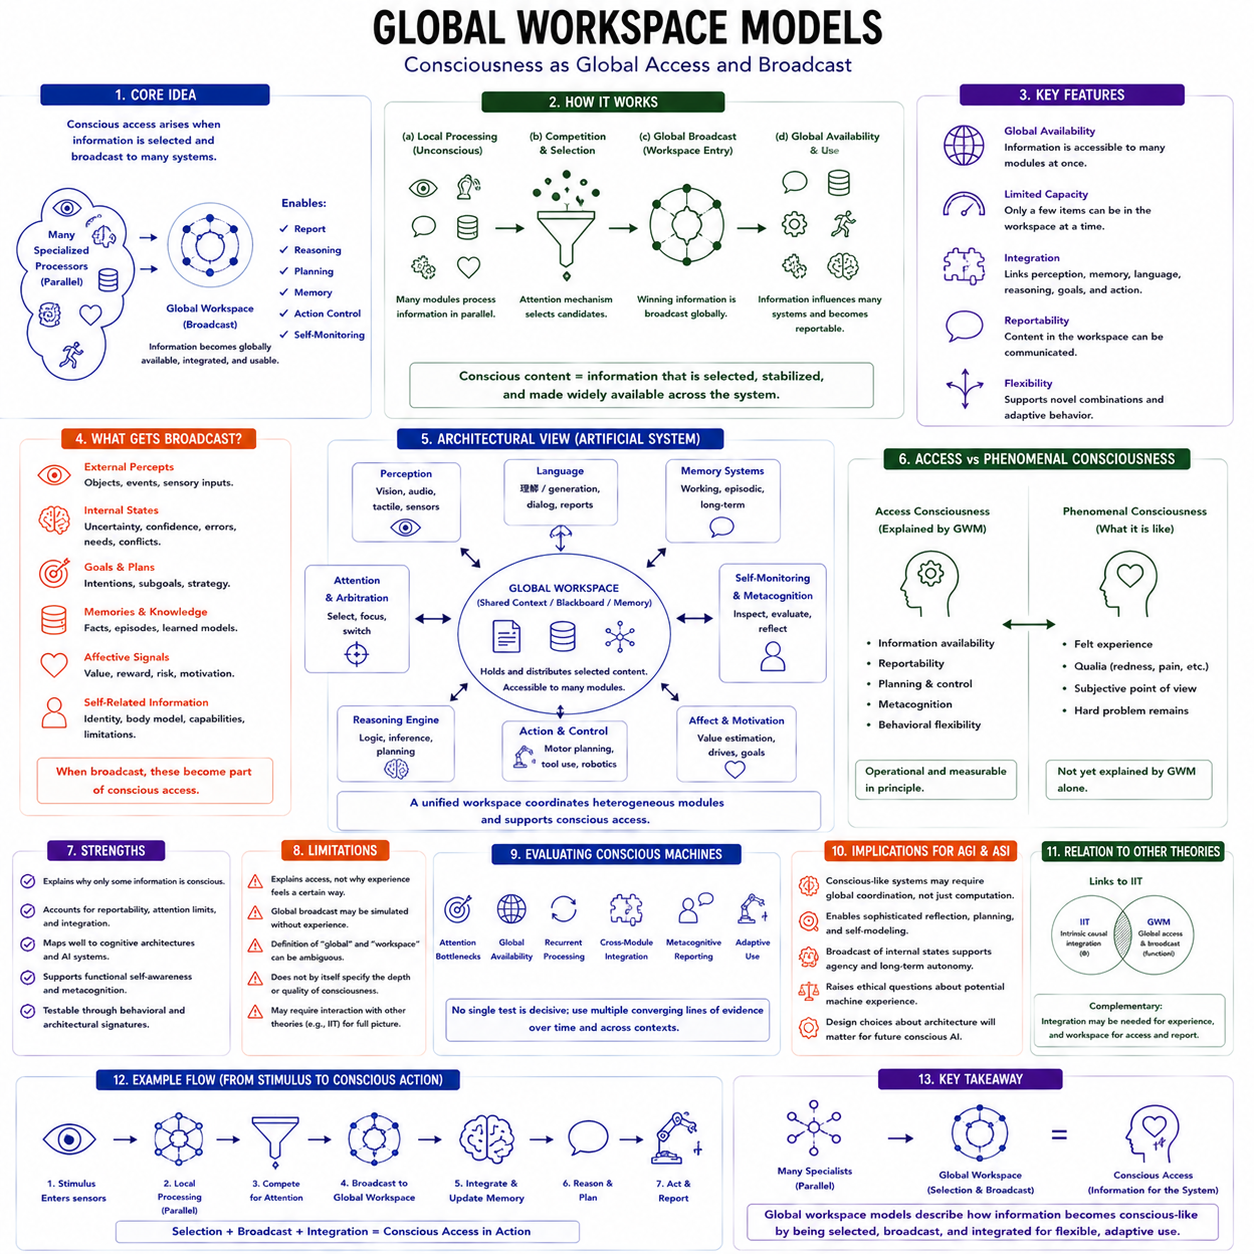 GLOBAL WORKSPACE MODELS
Consciousness as Global Access and Broadcast
1. CORE IDEA
Conscious access arises when
information is selected and
broadcast to many systems.
Many
Specialized
Processors
(Parallel)
Global Workspace
(Broadcast)
Information becomes globally
available, integrated, and usable.
Enables:
✓ Report
✓ Reasoning
✓ Planning
✓ Memory
✓ Action Control
✓ Self-Monitoring
2. HOW IT WORKS
(a) Local Processing
(Unconscious)
Many modules process
information in parallel.
(b) Competition
& Selection
Attention mechanism
selects candidates.
(c) Global Broadcast
(Workspace Entry)
Winning information is
broadcast globally.
(d) Global Availability
& Use
Information influences many
systems and becomes
reportable.
Conscious content = information that is selected, stabilized,
and made widely available across the system.
3. KEY FEATURES
Global Availability
Information is accessible to many
modules at once.
Limited Capacity
Only a few items can be in the
workspace at a time.
Integration
Links perception, memory, language,
reasoning, goals, and action.
Reportability
Content in the workspace can be
communicated.
Flexibility
Supports novel combinations and
adaptive behavior.
4. WHAT GETS BROADCAST?
External Percepts
Objects, events, sensory inputs.
Internal States
Uncertainty, confidence, errors,
needs, conflicts.
Goals & Plans
Intentions, subgoals, strategy.
Memories & Knowledge
Facts, episodes, learned models.
Affective Signals
Value, reward, risk, motivation.
Self-Related Information
Identity, body model, capabilities,
limitations.
When broadcast, these become part
of conscious access.
5. ARCHITECTURAL VIEW (ARTIFICIAL SYSTEM)
Perception
Vision, audio,
tactile, sensors
Language
理解 / generation,
dialog, reports
Memory Systems
Working, episodic,
long-term
Attention
& Arbitration
Select, focus,
switch
GLOBAL WORKSPACE
(Shared Context / Blackboard / Memory)
Holds and distributes selected content.
Accessible to many modules.
Self-Monitoring
& Metacognition
Inspect, evaluate,
reflect
Reasoning Engine
Logic, inference,
planning
Action & Control
Motor planning,
tool use, robotics
Affect & Motivation
Value estimation,
drives, goals
A unified workspace coordinates heterogeneous modules
and supports conscious access.
6. ACCESS vs PHENOMENAL CONSCIOUSNESS
Access Consciousness
(Explained by GWM)
• Information availability
• Reportability
• Planning & control
• Metacognition
• Behavioral flexibility
Operational and measurable
in principle.
Phenomenal Consciousness
(What it is like)
• Felt experience
• Qualia (redness, pain, etc.)
• Subjective point of view
• Hard problem remains
Not yet explained by GWM
alone.
7. STRENGTHS
Explains why only some information is conscious.
Accounts for reportability, attention limits,
and integration.
Maps well to cognitive architectures
and AI systems.
Supports functional self-awareness
and metacognition.
Testable through behavioral and
architectural signatures.
8. LIMITATIONS
Explains access, not why experience
feels a certain way.
Global broadcast may be simulated
without experience.
Definition of "global" and "workspace"
can be ambiguous.
Does not by itself specify the depth
or quality of consciousness.
May require interaction with other
theories (e.g., IIT) for full picture.
9. EVALUATING CONSCIOUS MACHINES
Attention
Bottlenecks
Global
Availability
Recurrent
Processing
Cross-Module
Integration
Metacognitive
Reporting
Adaptive
Use
No single test is decisive; use multiple converging lines of evidence
over time and across contexts.
10. IMPLICATIONS FOR AGI & ASI
Conscious-like systems may require
global coordination, not just computation.
Enables sophisticated reflection, planning,
and self-modeling.
Broadcast of internal states supports
agency and long-term autonomy.
Raises ethical questions about potential
machine experience.
Design choices about architecture will
matter for future conscious AI.
11. RELATION TO OTHER THEORIES
Links to IIT
IIT
Intrinsic causal
integration
(Φ)
GWM
Global access
& broadcast
(function)
Complementary:
Integration may be needed for experience,
and workspace for access and report.
12. EXAMPLE FLOW (FROM STIMULUS TO CONSCIOUS ACTION)
1. Stimulus
Enters sensors
2. Local
Processing
(Parallel)
3. Compete
for Attention
4. Broadcast to
Global Workspace
5. Integrate &
Update Memory
6. Reason &
Plan
7. Act &
Report
Selection + Broadcast + Integration = Conscious Access in Action
13. KEY TAKEAWAY
Many Specialists
(Parallel)
Global Workspace
(Selection & Broadcast)
=
Conscious Access
(Information for the System)
Global workspace models describe how information becomes conscious-like
by being selected, broadcast, and integrated for flexible, adaptive use.